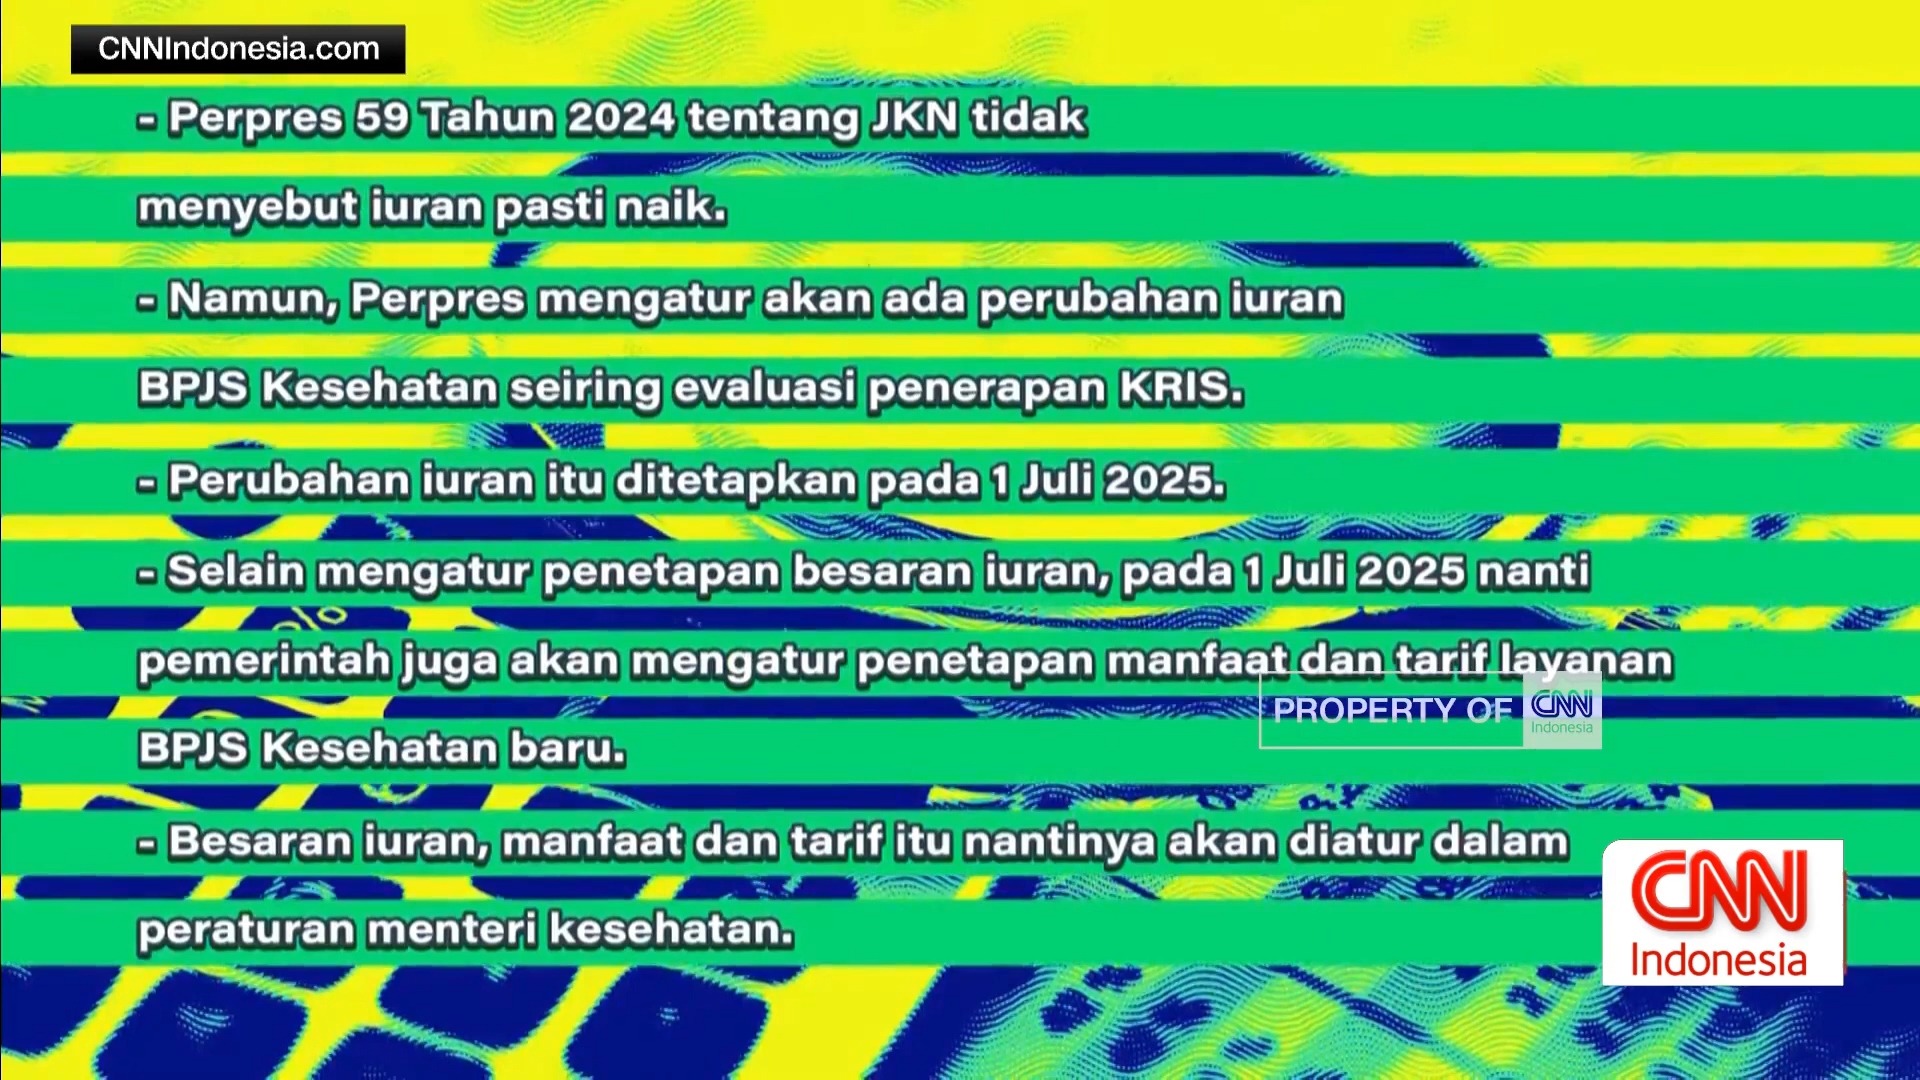 CNNIndonesia.com
- Perpres 59 Tahun 2024 tentang JKN tidak
menyebut iuran pasti naik.
- Namun, Perpres mengatur akan ada perubahan iuran
BPJS Kesehatan seiring evaluasi penerapan KRIS.
- Perubahan iuran itu ditetapkan pada 1 Juli 2025.
- Selain mengatur penetapan besaran iuran, pada 1 Juli 2025 nanti
pemerintah juga akan mengatur penetapan manfaat dan tarif layanan
PROPERTY OF CNN
Indonesia
BPJS Kesehatan baru.
- Besaran iuran, manfaat dan tarif itu nantinya akan diatur dalam
peraturan menteri kesehatan.
CNN
Indonesia